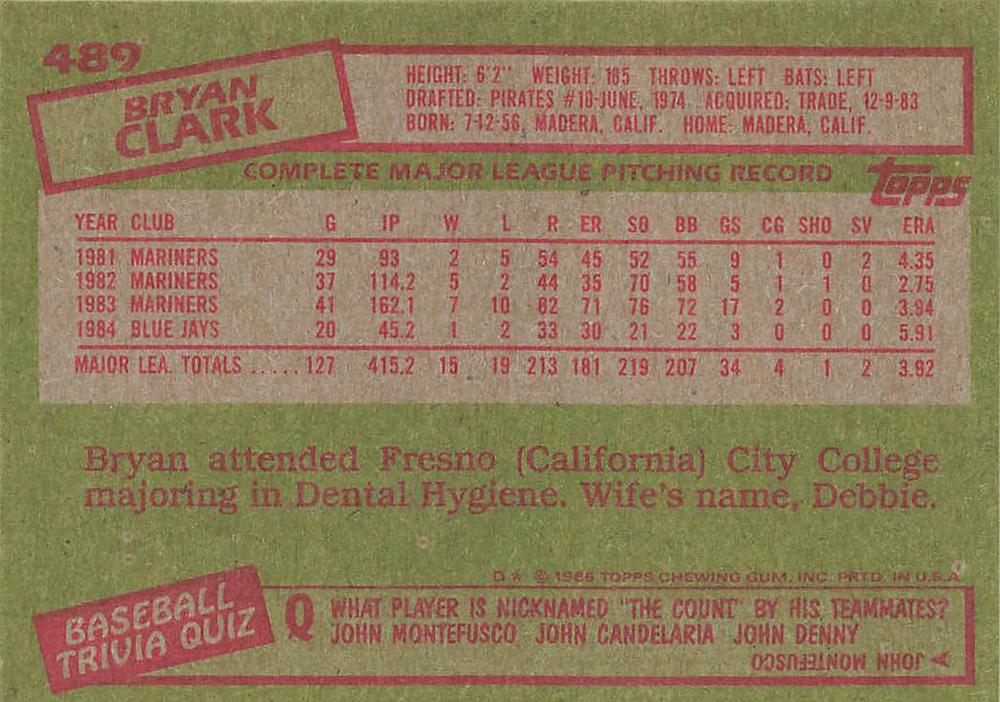 489
BRYAN
CLARK
HEIGHT: 6'2" WEIGHT: 185 THROWS: LEFT BATS: LEFT
DRAFTED: PIRATES #10-JUNE, 1974 ACQUIRED: TRADE, 12-9-83
BORN: 7-12-56, MADERA, CALIF. HOME: MADERA, CALIF.
COMPLETE MAJOR LEAGUE PITCHING RECORD
topps
YEAR CLUB G IP W L R ER SO BB GS CG SHO SV ERA
1981 MARINERS 29 93 2 5 54 45 52 55 9 1 0 2 4.35
1982 MARINERS 37 114.2 5 2 44 35 70 58 5 1 1 0 2.75
1983 MARINERS 41 162.1 7 10 82 71 76 72 17 2 0 0 3.94
1984 BLUE JAYS 20 45.2 1 2 33 30 21 22 3 0 0 0 5.91
MAJOR LEA. TOTALS ..... 127 415.2 15 19 213 181 219 207 34 4 1 2 3.92
Bryan attended Fresno (California) City College
majoring in Dental Hygiene. Wife's name, Debbie.
D* © 1985 TOPPS CHEWING GUM, INC. PRTD. IN U.S.A.
BASEBALL
TRIVIA QUIZ
Q WHAT PLAYER IS NICKNAMED "THE COUNT" BY HIS TEAMMATES?
JOHN MONTEFUSCO JOHN CANDELARIA JOHN DENNY
JOHN MONTEFUSCO